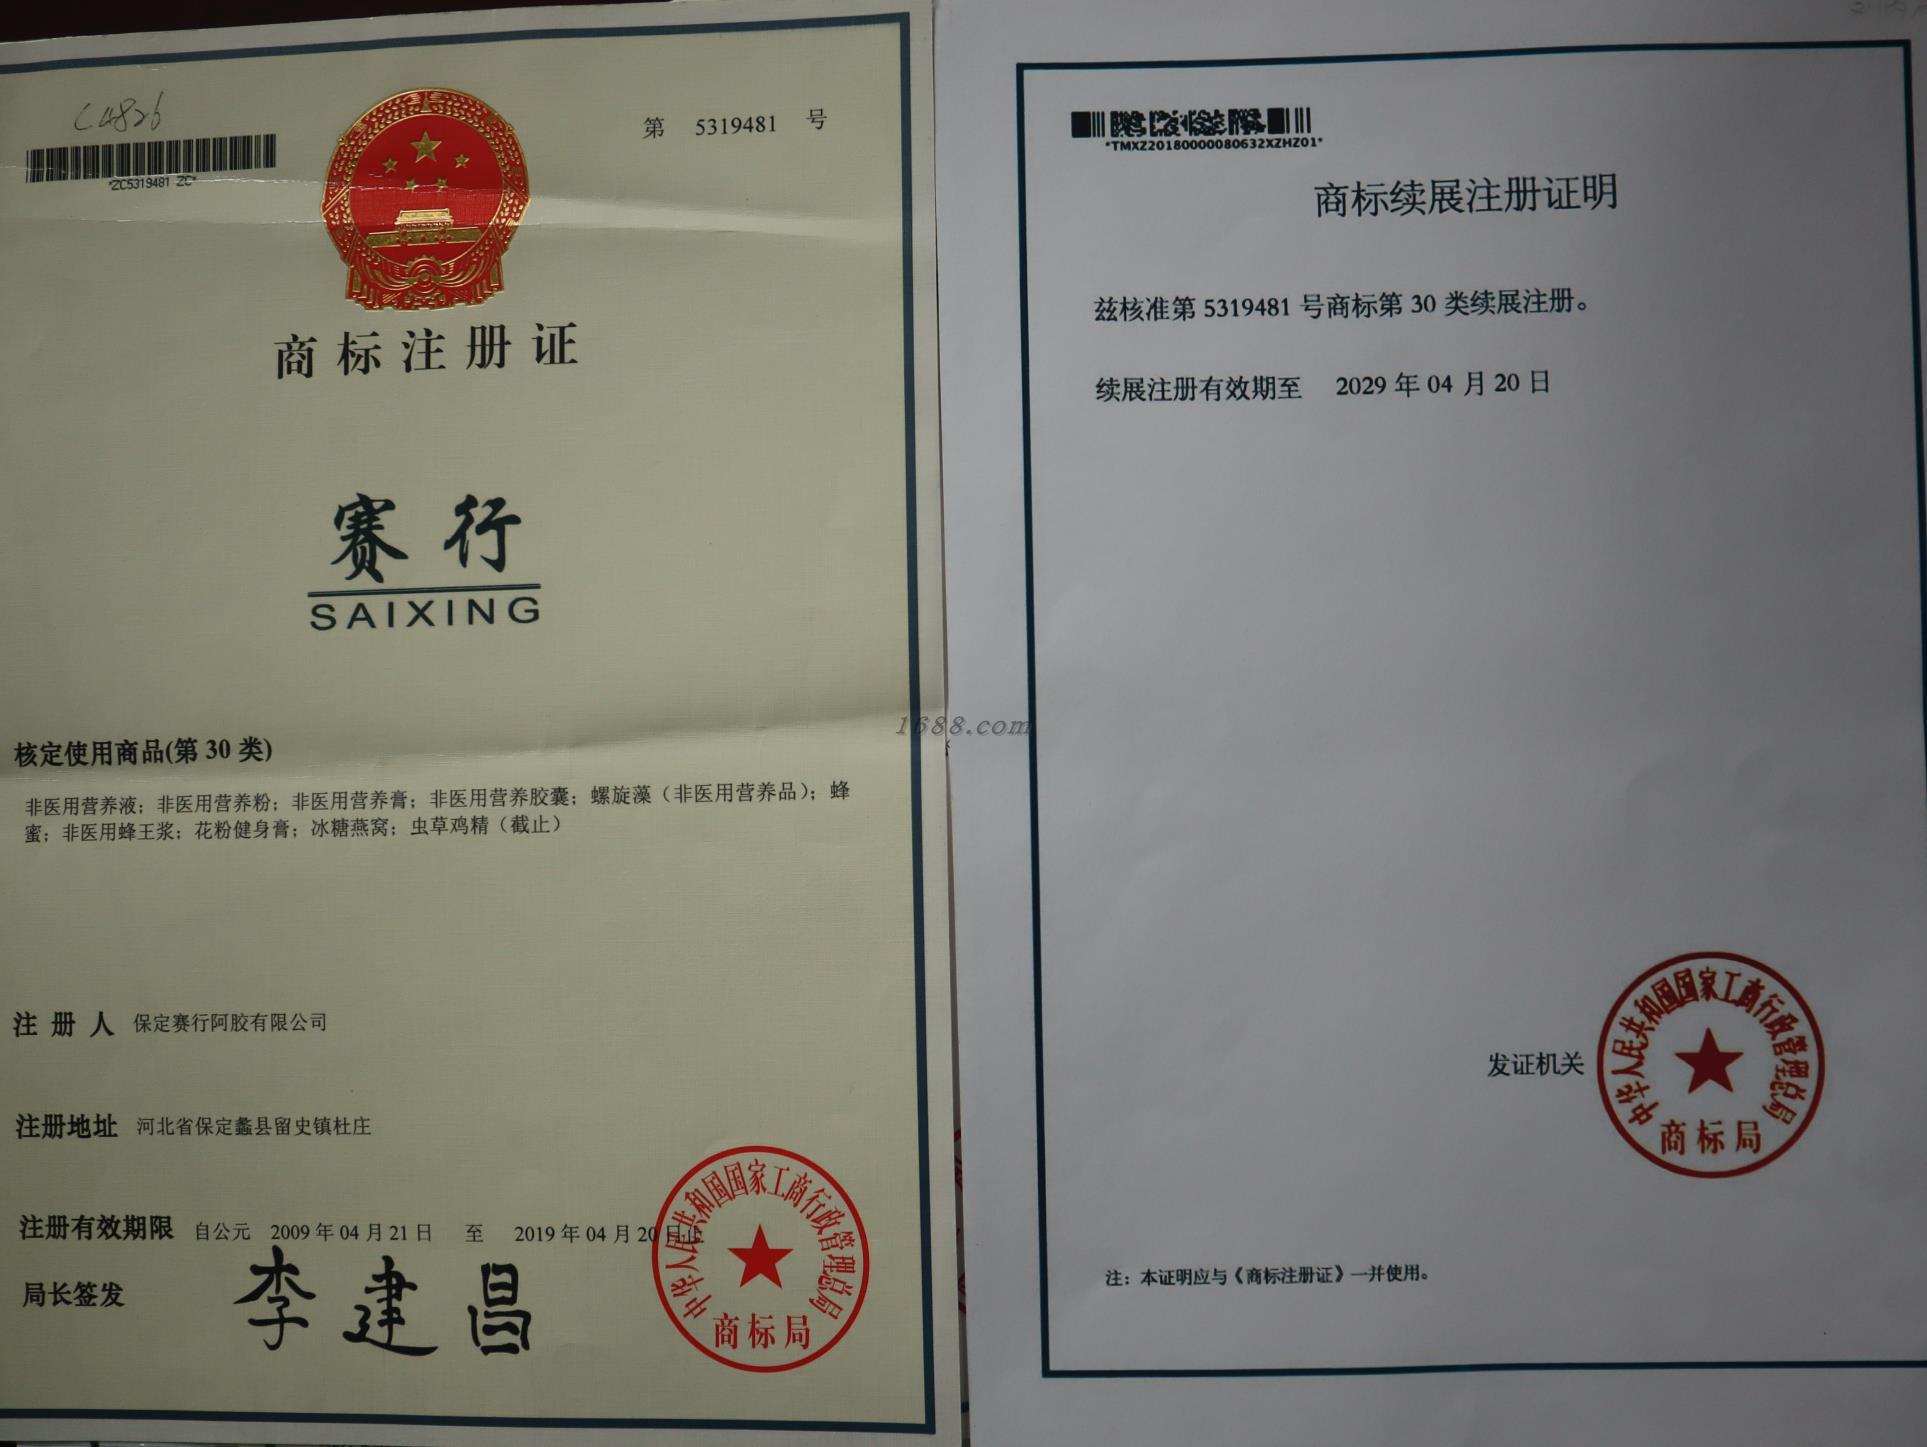 C4826
*ZC5319481 ZC*
第 5319481 号
商标注册证
赛行
SAIXING
核定使用商品(第 30 类)
非医用营养液；非医用营养粉；非医用营养膏；非医用营养胶囊；螺旋藻（非医用营养品）；蜂
蜜；非医用蜂王浆；花粉健身膏；冰糖燕窝；虫草鸡精（截止）
注册人 保定赛行阿胶有限公司
注册地址 河北省保定蠡县留史镇杜庄
注册有效期限 自公元 2009 年 04 月 21 日 至 2019 年 04 月 20 日止
局长签发 李建昌
中华人民共和国国家工商行政管理总局
商标局
1688.com
*TMXZ20180000080632XZHZ01*
商标续展注册证明
兹核准第 5319481 号商标第 30 类续展注册。
续展注册有效期至 2029 年 04 月 20 日
发证机关
中华人民共和国国家工商行政管理总局
商标局
注：本证明应与《商标注册证》一并使用。